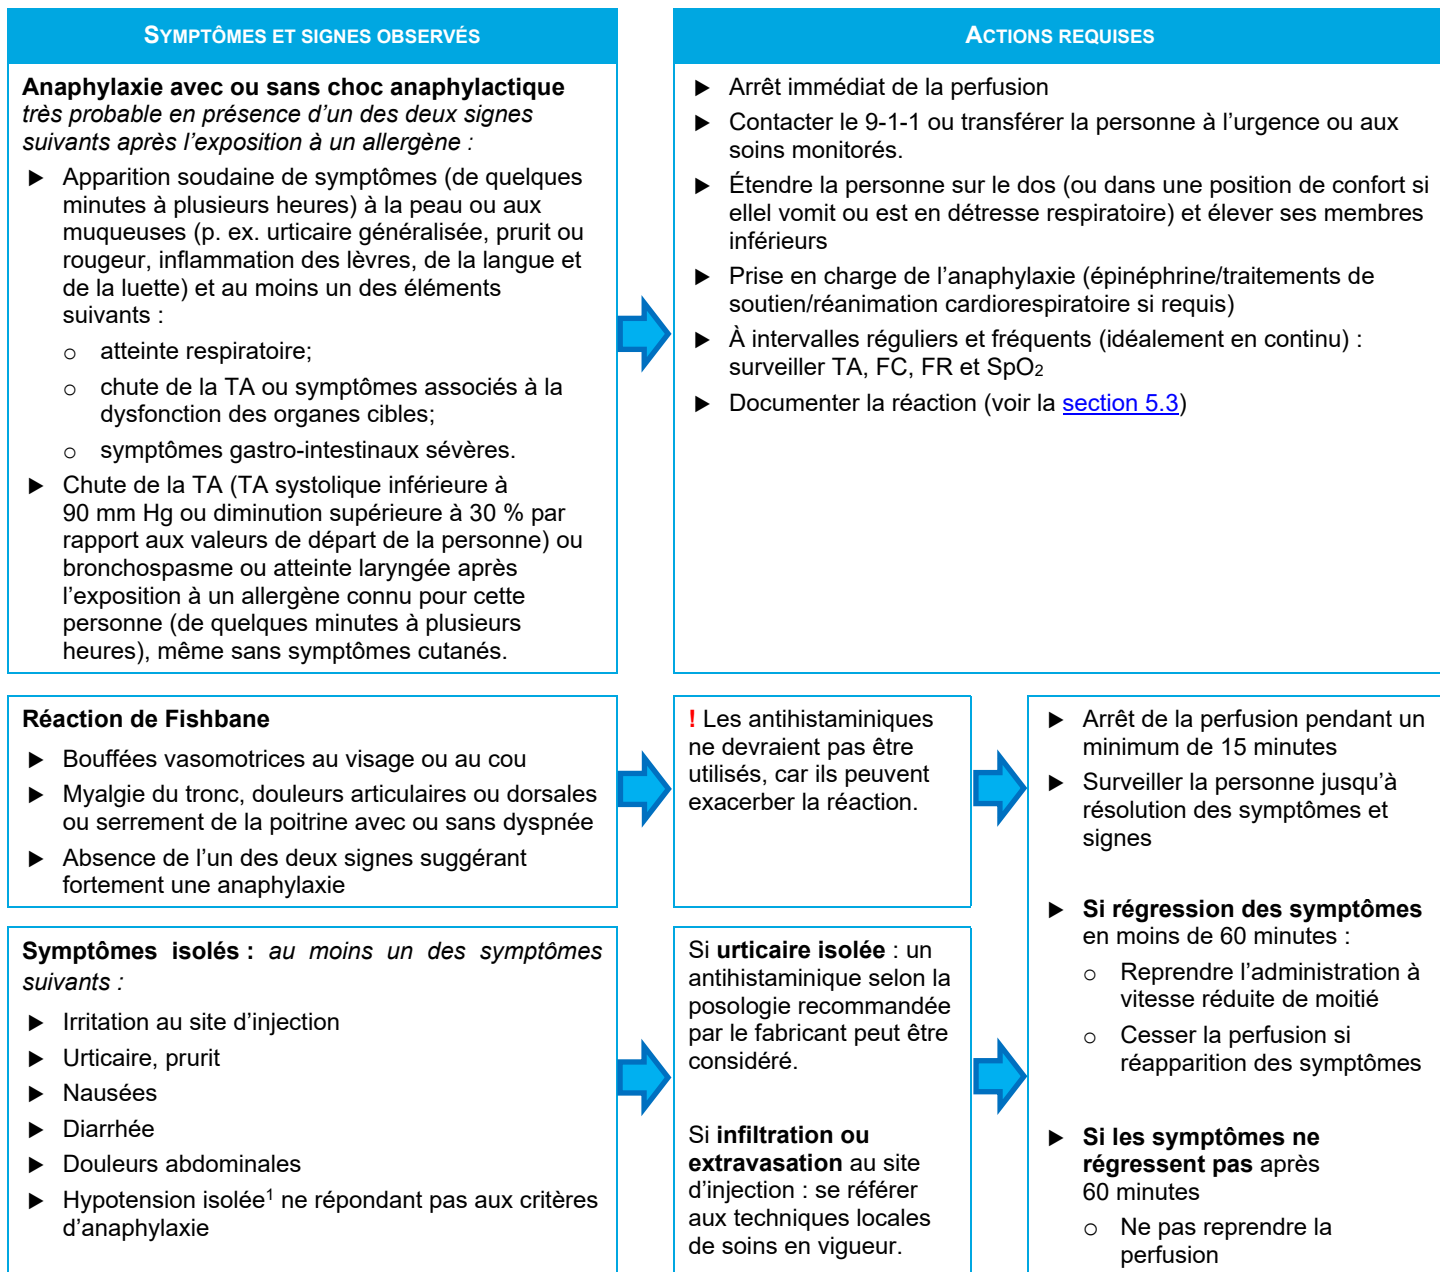 SYMPTÔMES ET SIGNES OBSERVÉS
Anaphylaxie avec ou sans choc anaphylactique
très probable en présence d'un des deux signes
suivants après l'exposition à un allergène :
► Apparition soudaine de symptômes (de quelques
minutes à plusieurs heures) à la peau ou aux
muqueuses (p. ex. urticaire généralisée, prurit ou
rougeur, inflammation des lèvres, de la langue et
de la luette) et au moins un des éléments
suivants :
o atteinte respiratoire;
o chute de la TA ou symptômes associés à la
dysfonction des organes cibles;
o symptômes gastro-intestinaux sévères.
► Chute de la TA (TA systolique inférieure à
90 mm Hg ou diminution supérieure à 30 % par
rapport aux valeurs de départ de la personne) ou
bronchospasme ou atteinte laryngée après
l'exposition à un allergène connu pour cette
personne (de quelques minutes à plusieurs
heures), même sans symptômes cutanés.
ACTIONS REQUISES
► Arrêt immédiat de la perfusion
► Contacter le 9-1-1 ou transférer la personne à l'urgence ou aux
soins monitorés.
► Étendre la personne sur le dos (ou dans une position de confort si
ellel vomit ou est en détresse respiratoire) et élever ses membres
inférieurs
► Prise en charge de l'anaphylaxie (épinéphrine/traitements de
soutien/réanimation cardiorespiratoire si requis)
► À intervalles réguliers et fréquents (idéalement en continu) :
surveiller TA, FC, FR et SpO2
► Documenter la réaction (voir la section 5.3)
Réaction de Fishbane
► Bouffées vasomotrices au visage ou au cou
► Myalgie du tronc, douleurs articulaires ou dorsales
ou serrement de la poitrine avec ou sans dyspnée
► Absence de l'un des deux signes suggérant
fortement une anaphylaxie
! Les antihistaminiques
ne devraient pas être
utilisés, car ils peuvent
exacerber la réaction.
Symptômes isolés : au moins un des symptômes
suivants :
► Irritation au site d'injection
► Urticaire, prurit
► Nausées
► Diarrhée
► Douleurs abdominales
► Hypotension isolée1 ne répondant pas aux critères
d'anaphylaxie
Si urticaire isolée : un
antihistaminique selon la
posologie recommandée
par le fabricant peut être
considéré.
Si infiltration ou
extravasation au site
d'injection : se référer
aux techniques locales
de soins en vigueur.
► Arrêt de la perfusion pendant un
minimum de 15 minutes
► Surveiller la personne jusqu'à
résolution des symptômes et
signes
► Si régression des symptômes
en moins de 60 minutes :
o Reprendre l'administration à
vitesse réduite de moitié
o Cesser la perfusion si
réapparition des symptômes
► Si les symptômes ne
régressent pas après
60 minutes
o Ne pas reprendre la
perfusion